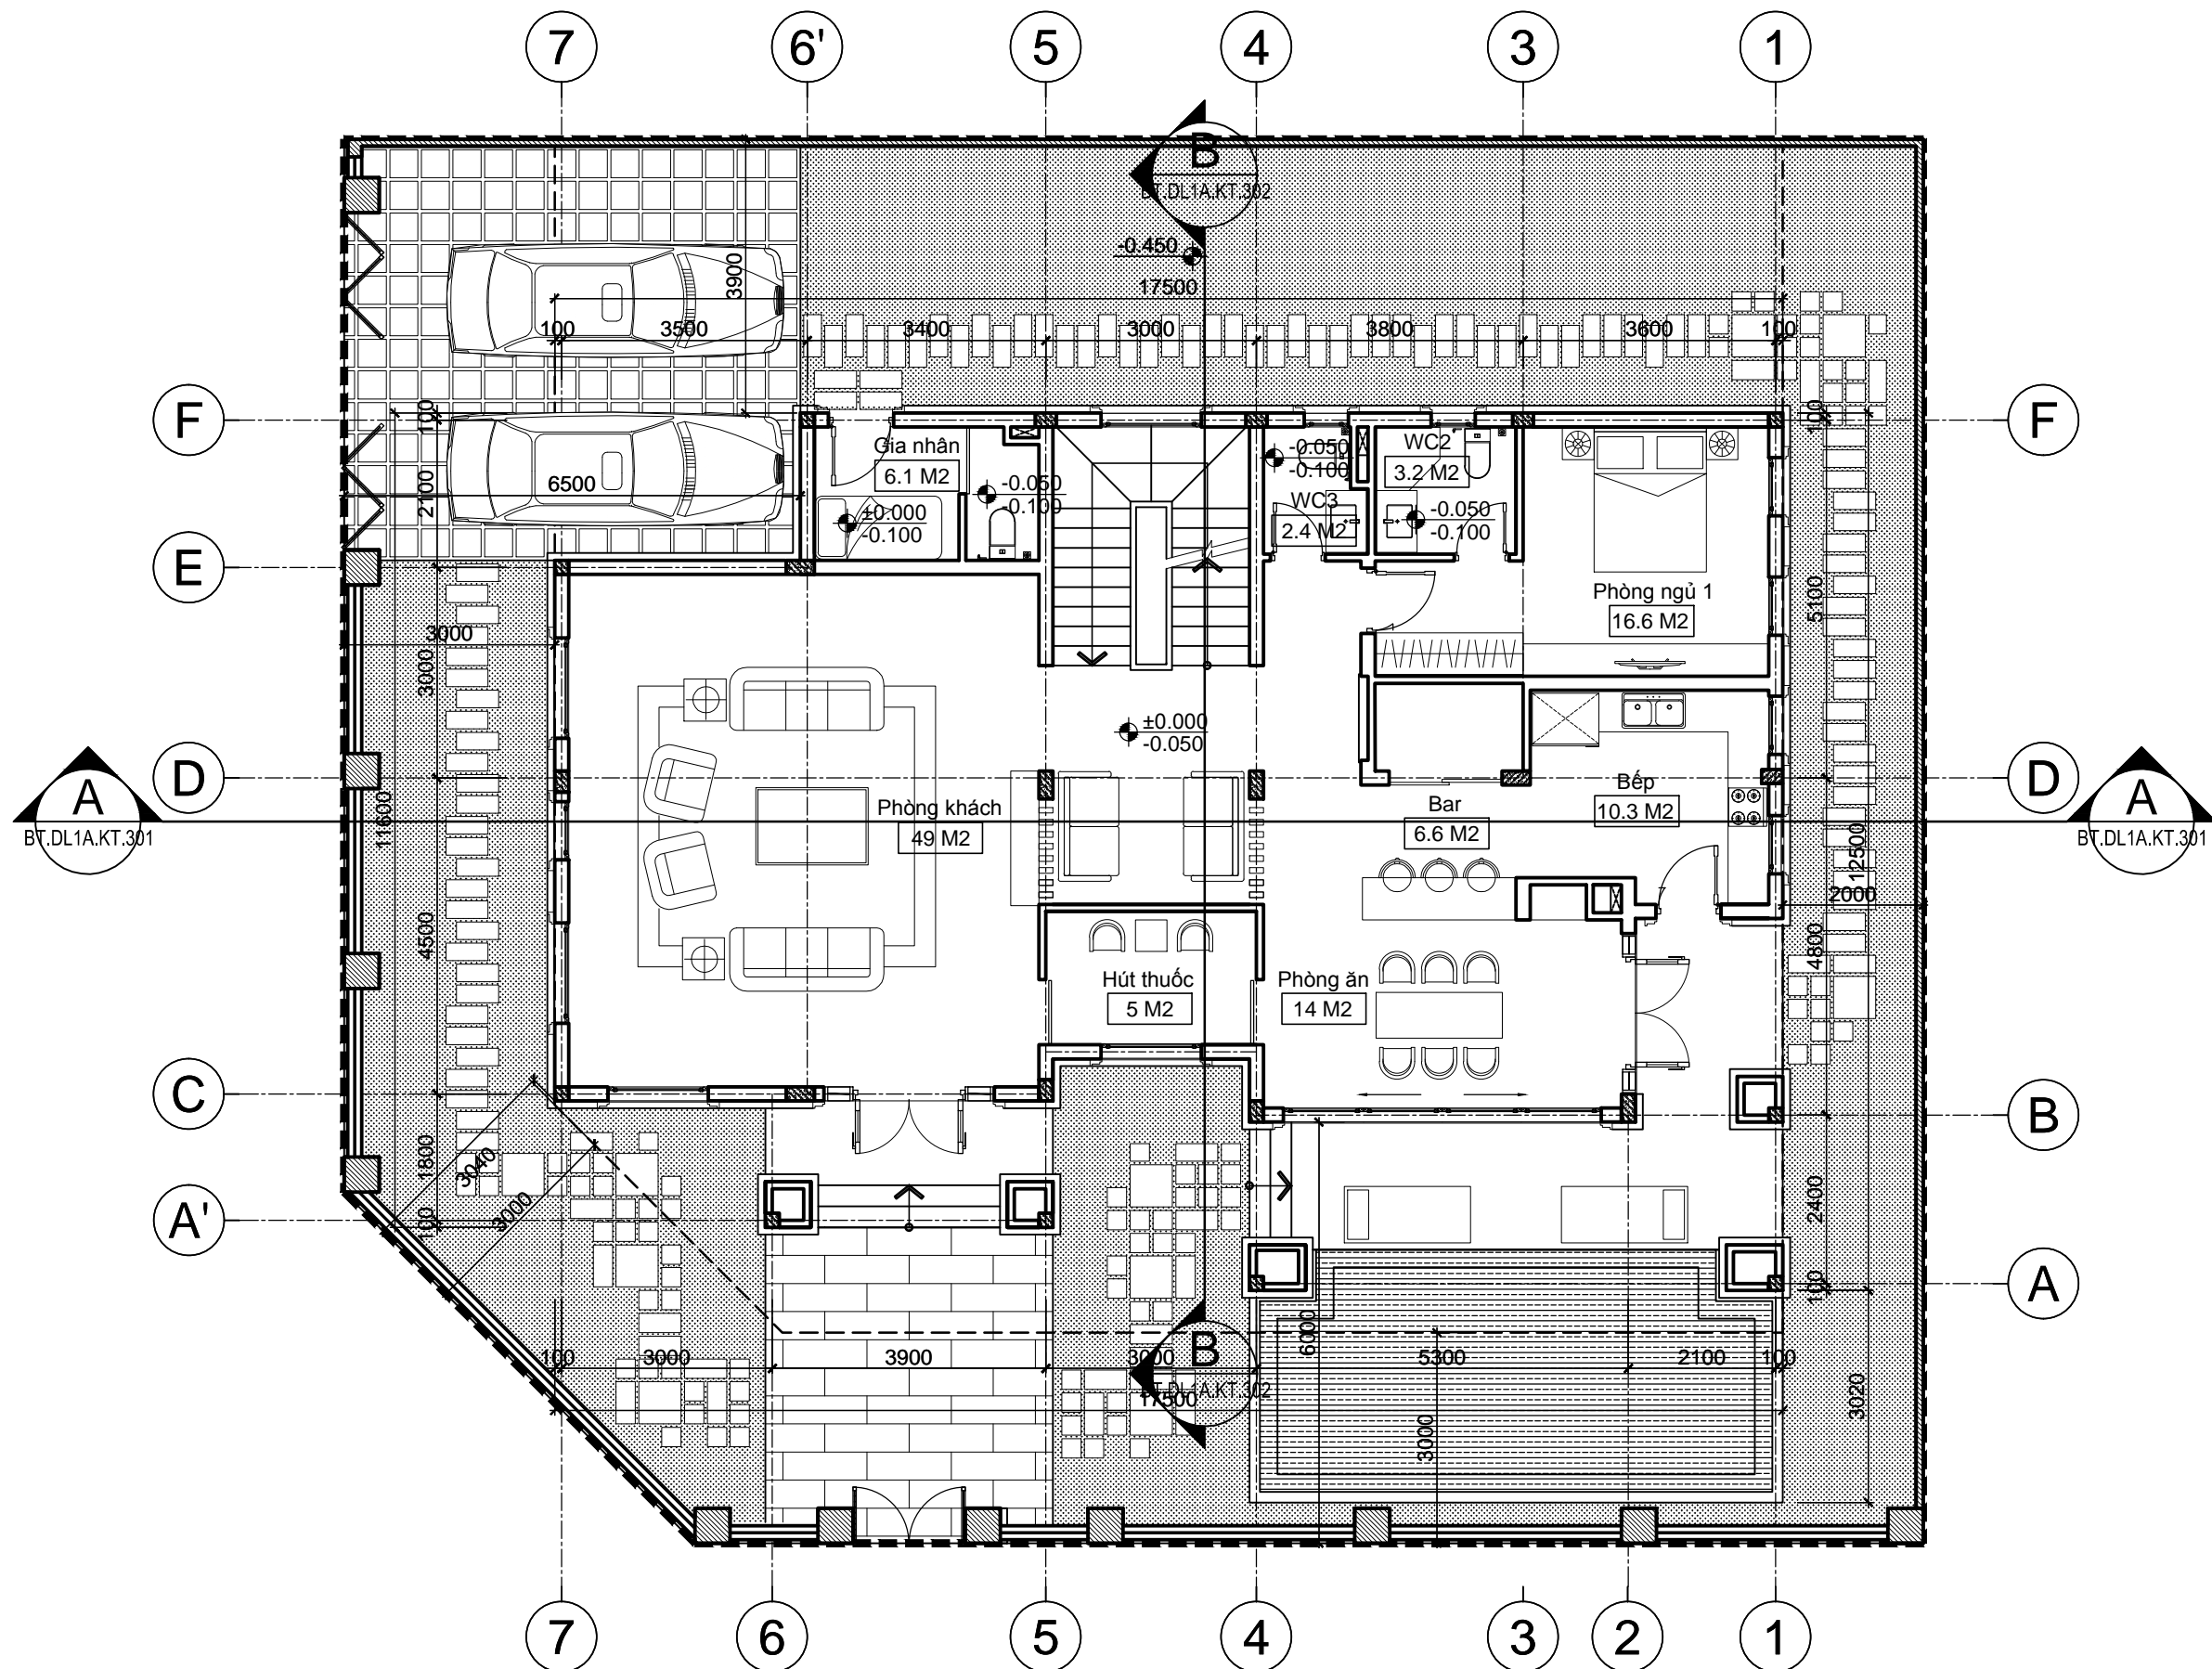 7
6'
5
4
3
1
B
BT.DL1A.KT.302
-0.450
17500
3900
100
3500
3400
3000
3800
3600
100
F
100
100
F
Gia nhân
6.1 M2
-0.050
-0.100
WC2
3.2 M2
2100
6500
-0.050
-0.100
±0.000
-0.100
WC3
2.4 M2
-0.050
-0.100
E
Phòng ngủ 1
16.6 M2
5100
3000
3000
±0.000
-0.050
D
D
A
BT.DL1A.KT.301
11600
Phòng khách
49 M2
Bar
6.6 M2
Bếp
10.3 M2
A
BT.DL1A.KT.301
12500
2000
4500
4800
Hút thuốc
5 M2
Phòng ăn
14 M2
C
B
1800
3040
3000
A'
100
2400
100
A
6000
B
BT.DL1A.KT.302
100
3000
3900
3000
5300
2100
100
17500
3020
3000
7
6
5
4
3
2
1